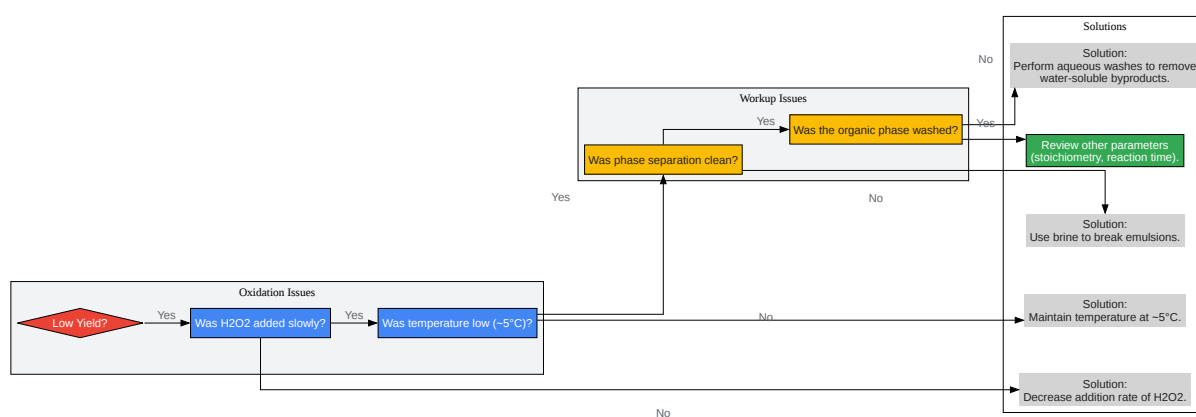 Solutions
Solution:
Perform aqueous washes to remove
water-soluble byproducts.
No
Workup Issues
Yes
Was the organic phase washed?
Yes
Was phase separation clean?
Review other parameters
(stoichiometry, reaction time).
Yes
No
Solution:
Use brine to break emulsions.
Oxidation Issues
Low Yield?
Yes
Was H2O2 added slowly?
Yes
Was temperature low (~5°C)?
No
Solution:
Maintain temperature at ~5°C.
Solution:
Decrease addition rate of H2O2.
No